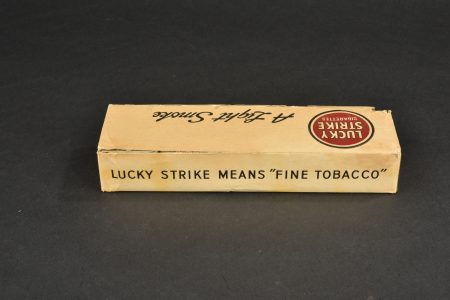 A Light Smoke
LUCKY
STRIKE
CIGARETTES
LUCKY STRIKE MEANS "FINE TOBACCO"